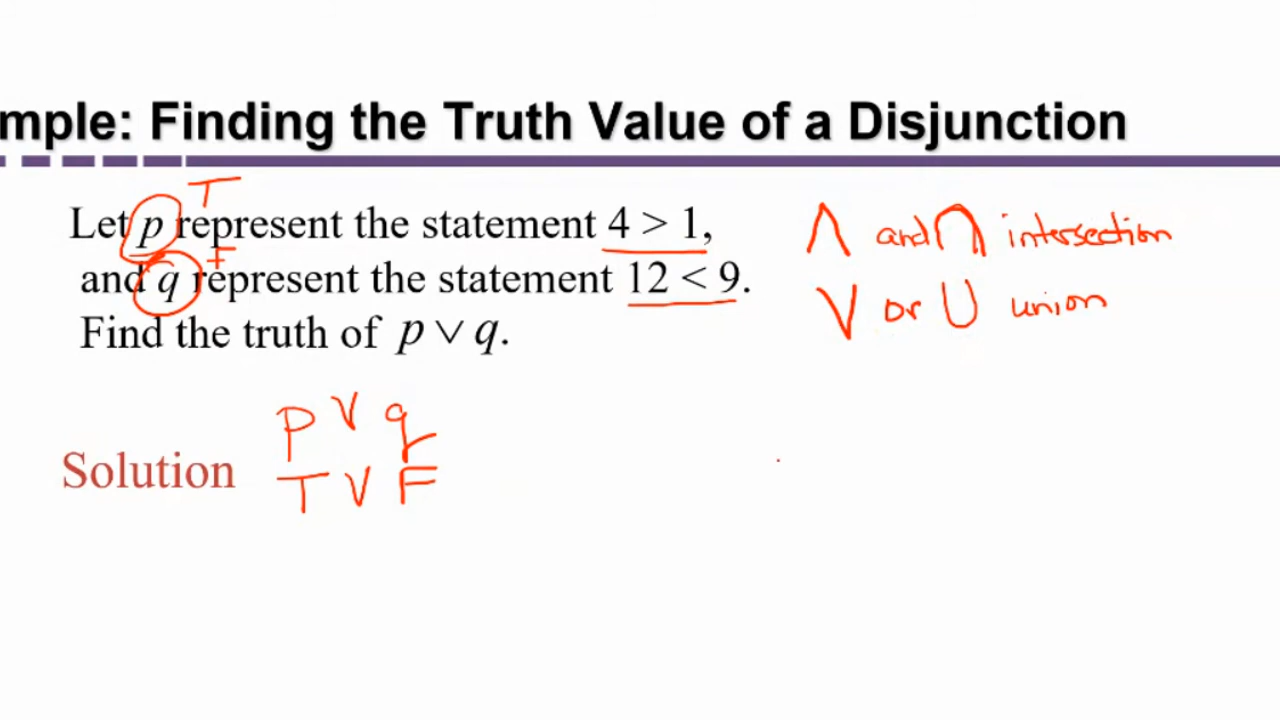 mple: Finding the Truth Value of a Disjunction
T
Let p represent the statement 4 > 1,
F
and q represent the statement 12 < 9.
Find the truth of p ∨ q.
∧ and ∩ intersection
∨ or ∪ union
p ∨ q
Solution
T ∨ F